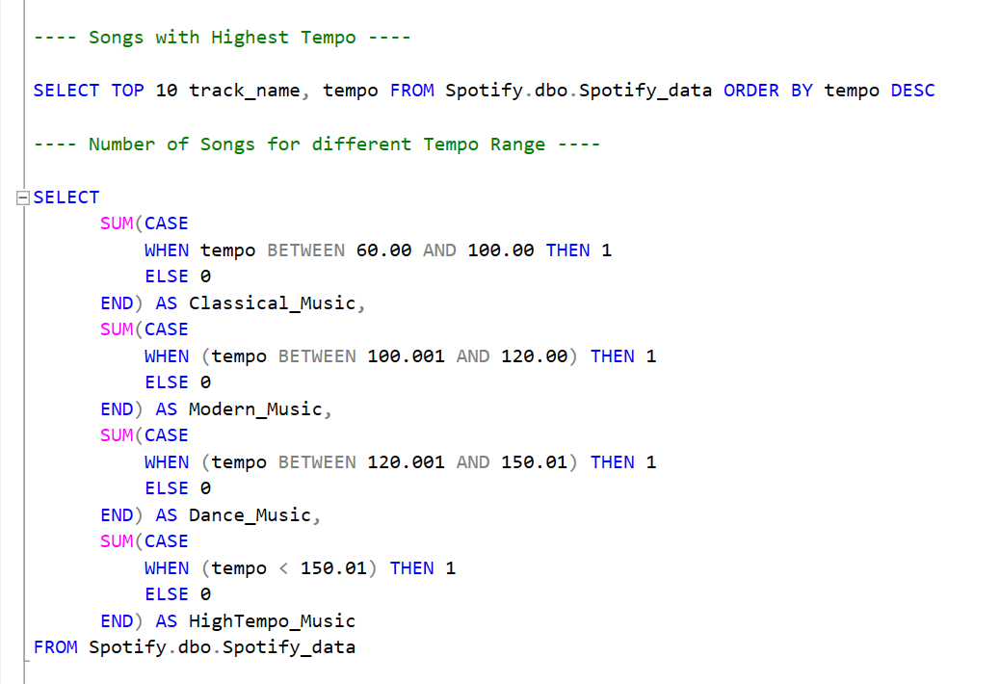 ---- Songs with Highest Tempo ----
SELECT TOP 10 track_name, tempo FROM Spotify.dbo.Spotify_data ORDER BY tempo DESC
---- Number of Songs for different Tempo Range ----
SELECT
SUM(CASE
WHEN tempo BETWEEN 60.00 AND 100.00 THEN 1
ELSE 0
END) AS Classical_Music,
SUM(CASE
WHEN (tempo BETWEEN 100.001 AND 120.00) THEN 1
ELSE 0
END) AS Modern_Music,
SUM(CASE
WHEN (tempo BETWEEN 120.001 AND 150.01) THEN 1
ELSE 0
END) AS Dance_Music,
SUM(CASE
WHEN (tempo < 150.01) THEN 1
ELSE 0
END) AS HighTempo_Music
FROM Spotify.dbo.Spotify_data